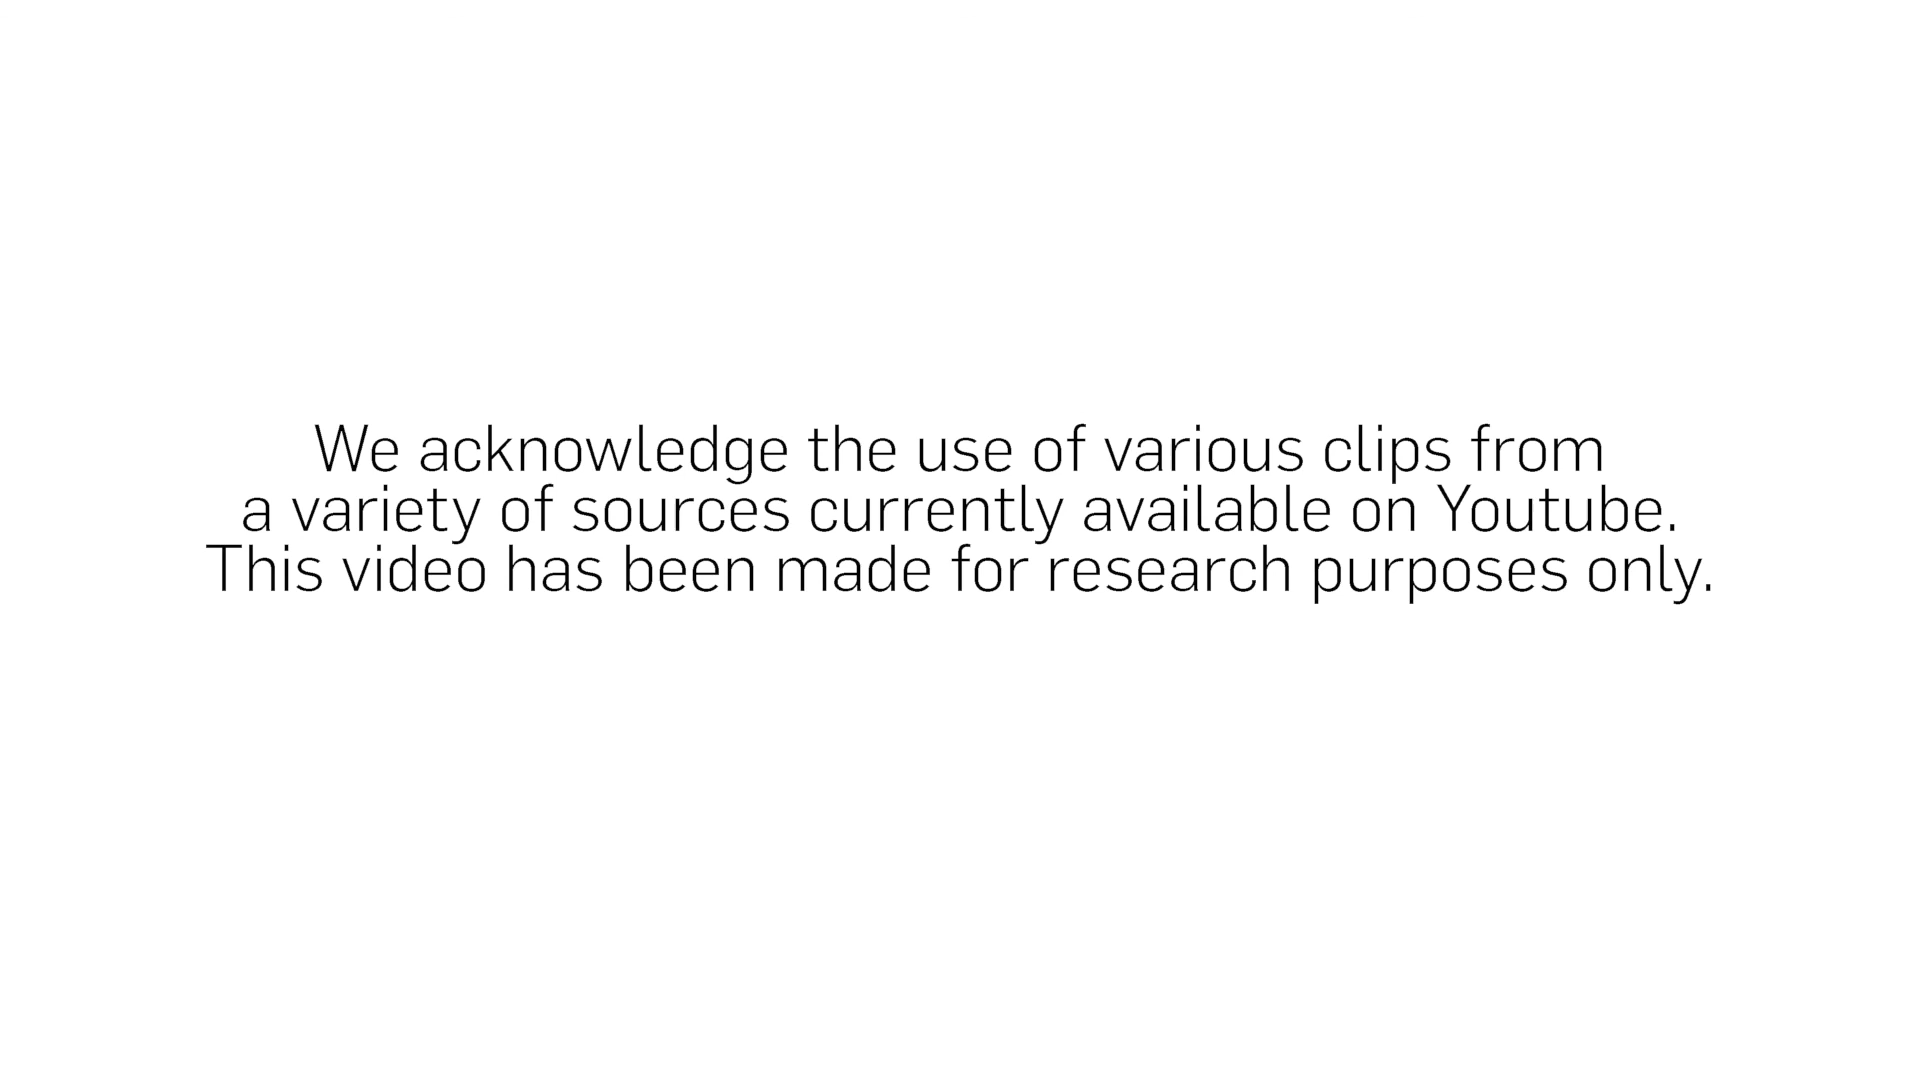 We acknowledge the use of various clips from
a variety of sources currently available on Youtube.
This video has been made for research purposes only.